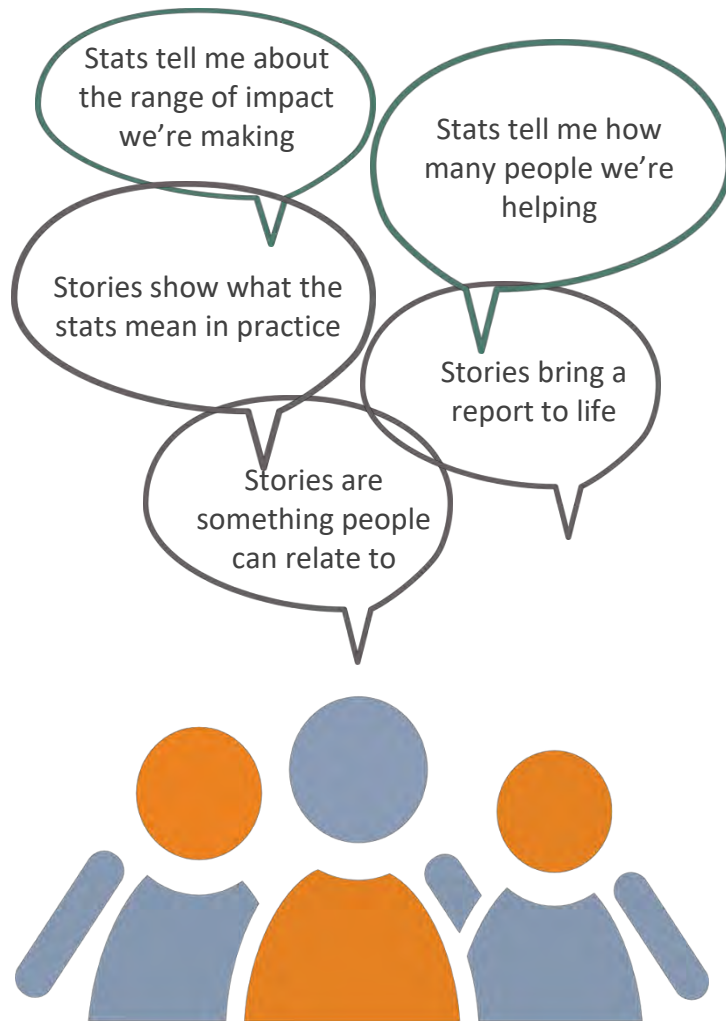 Stats tell me about
the range of impact
we’re making
Stats tell me how
many people we’re
helping
Stories show what the
stats mean in practice
Stories bring a
report to life
Stories are
something people
can relate to